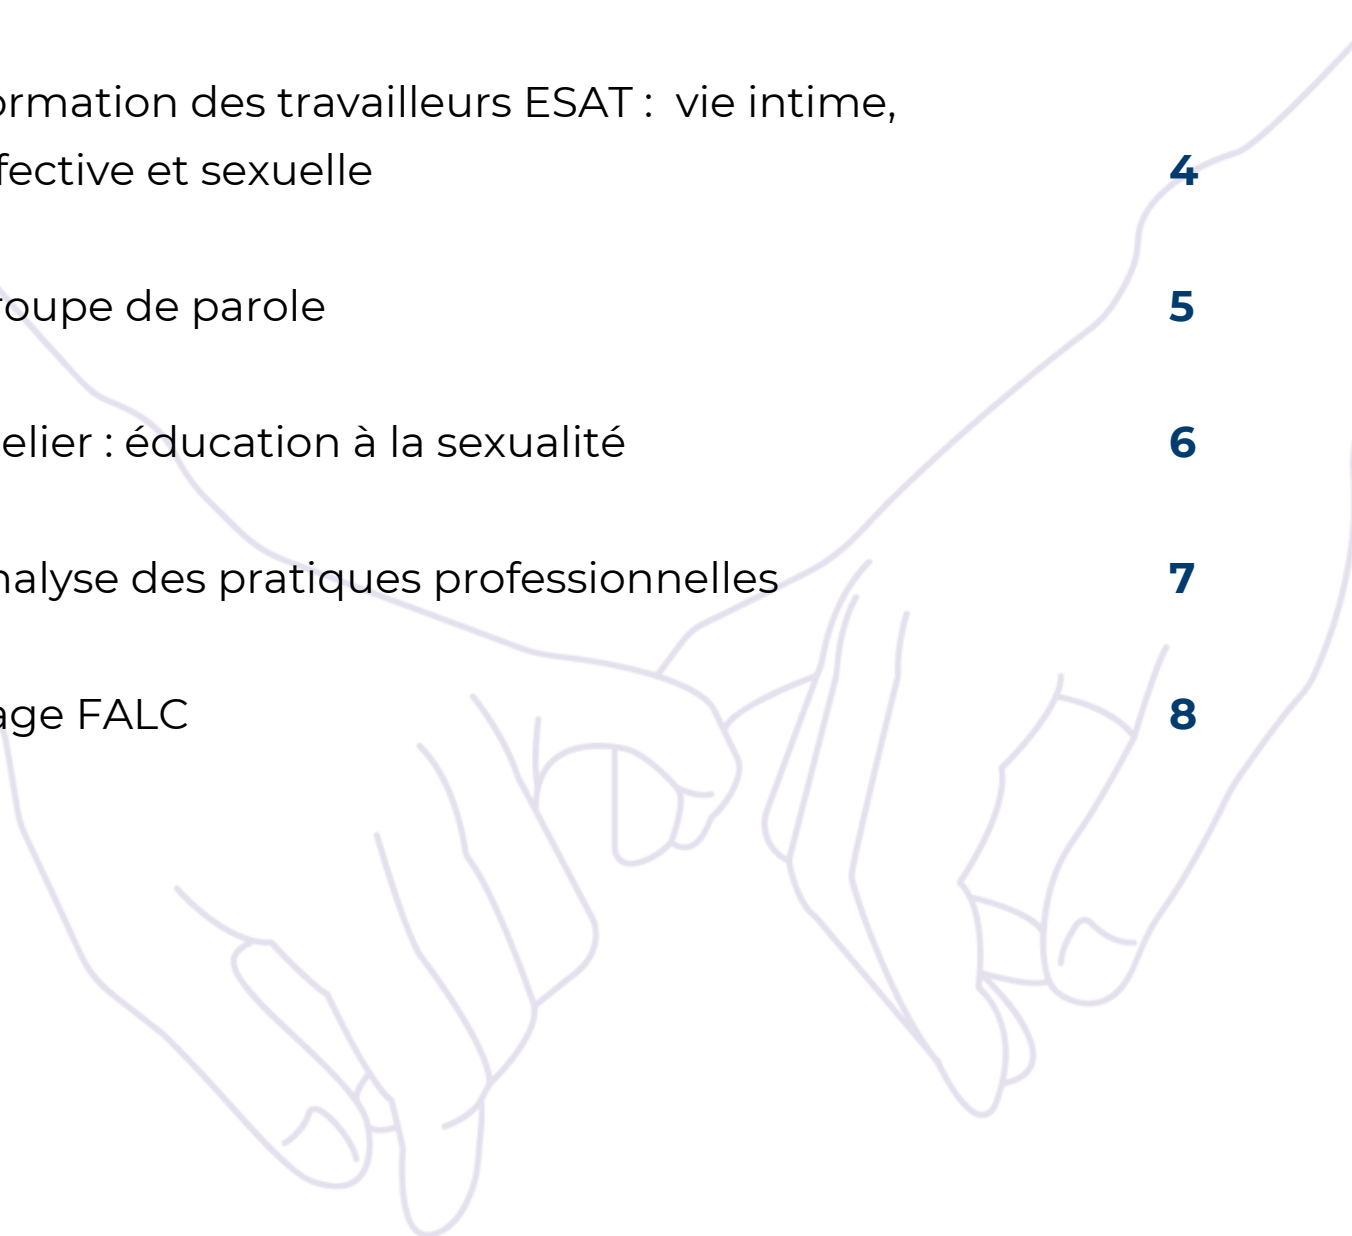 ormation des travailleurs ESAT :  vie intime,
fective et sexuelle 4
roupe de parole 5
elier : éducation à la sexualité 6
nalyse des pratiques professionnelles 7
age FALC 8